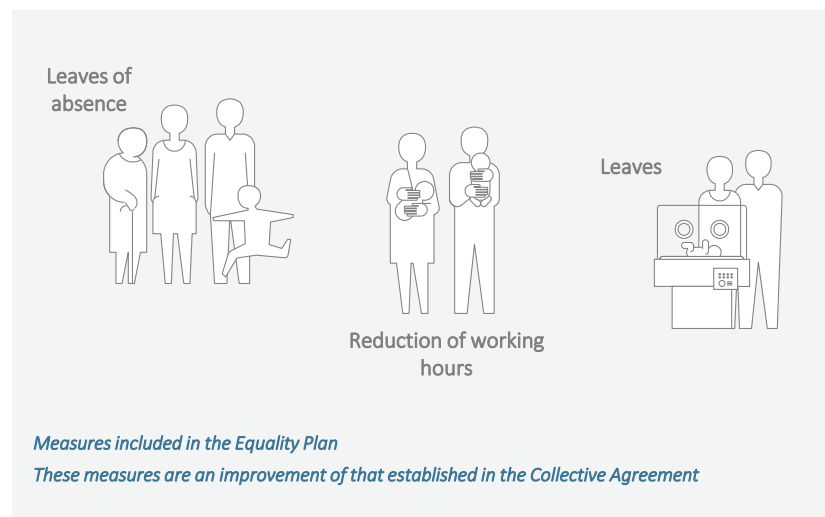 Leaves of
absence
Leaves
Reduction of working
hours
Measures included in the Equality Plan
These measures are an improvement of that established in the Collective Agreement